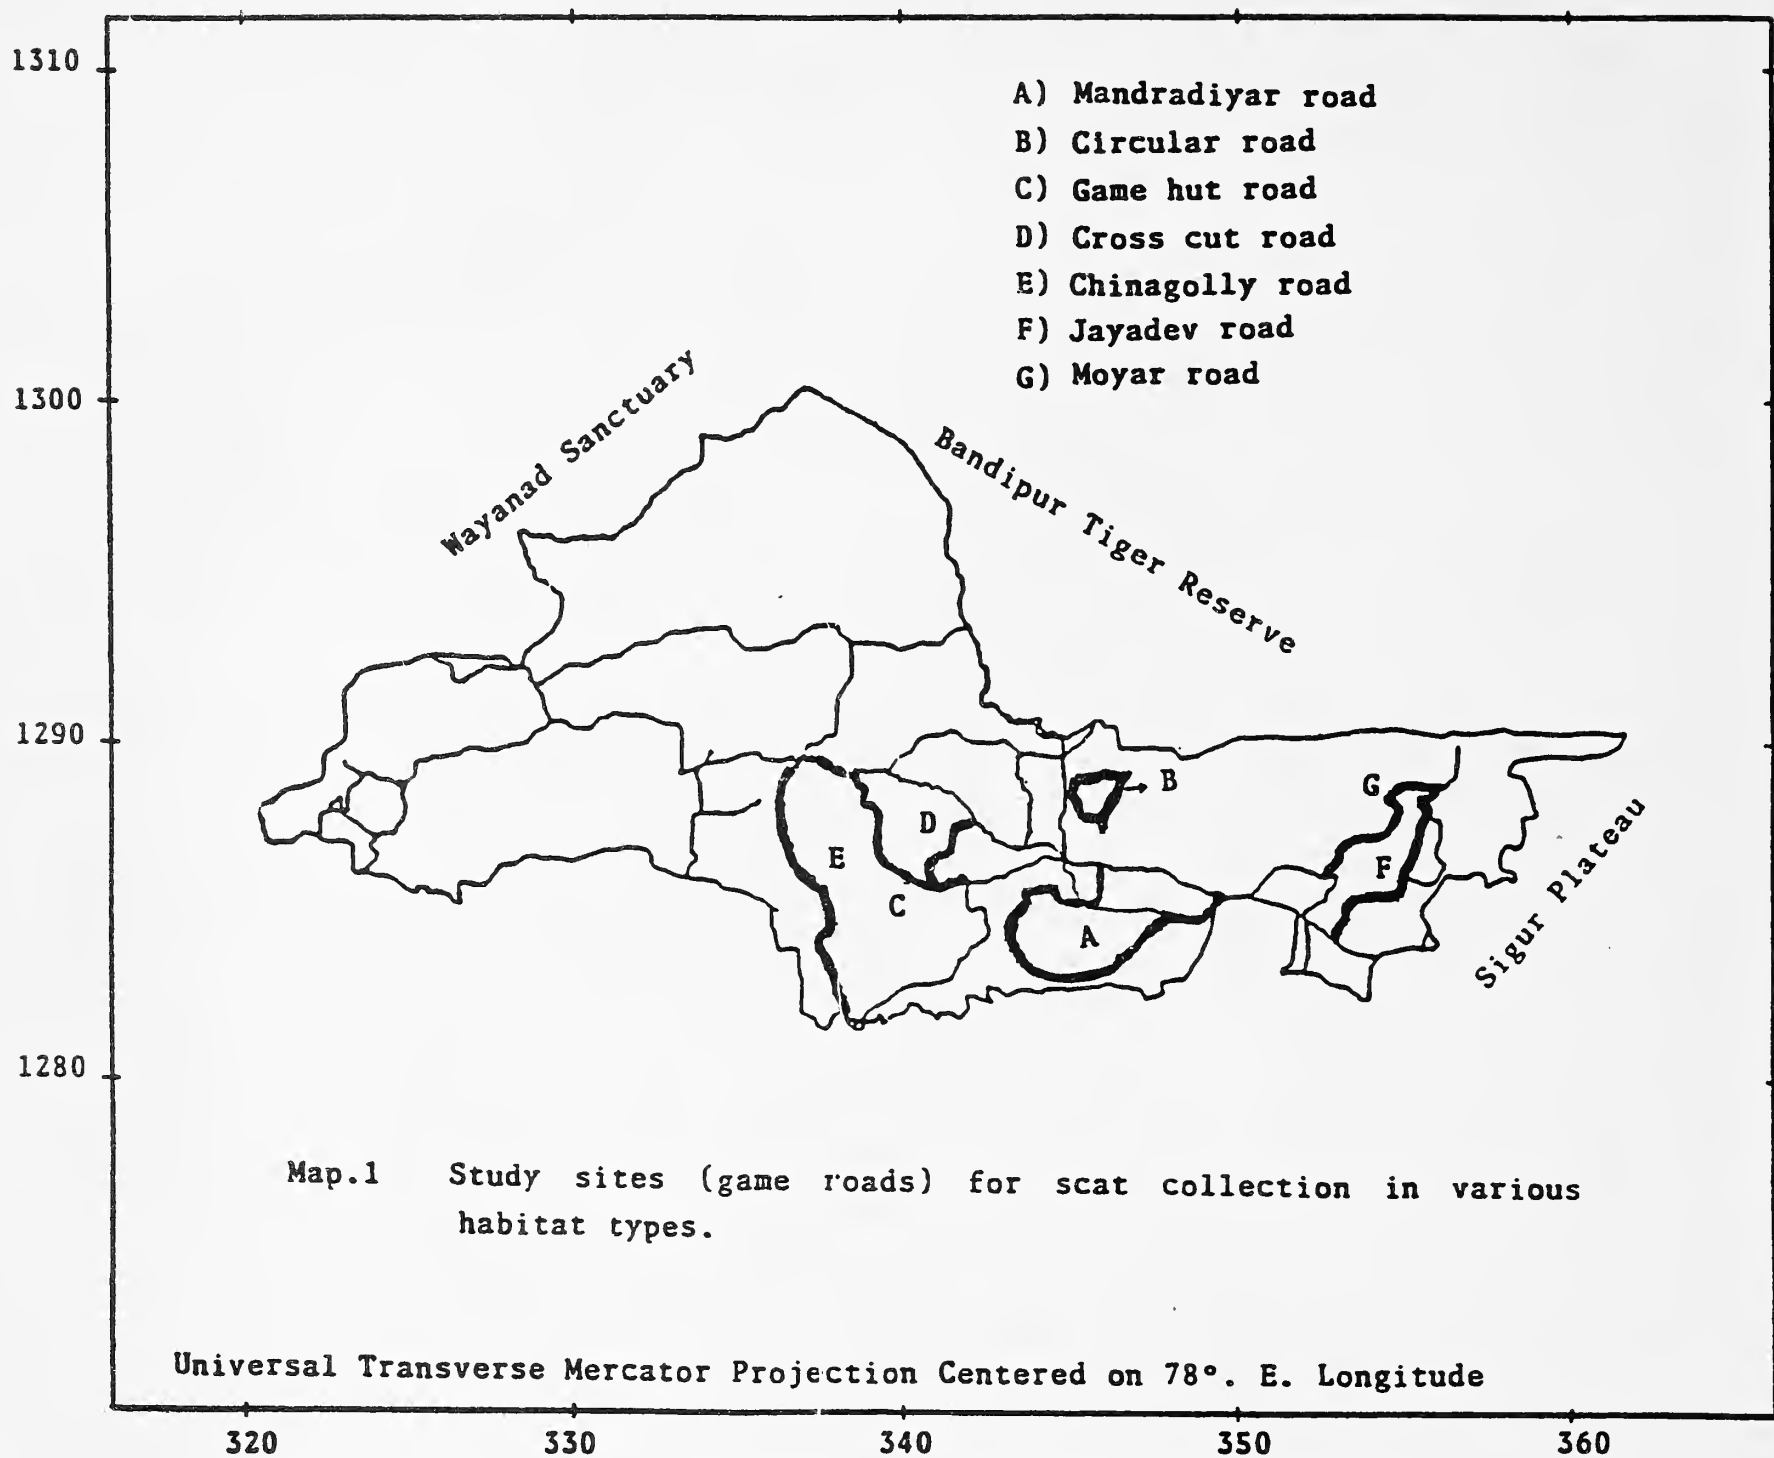 1310
A) Mandradiyar road
B) Circular road
C) Game hut road
D) Cross cut road
E) Chinagolly road
F) Jayadev road
G) Moyar road
1300
Wayanad Sanctuary
Bandipur Tiger Reserve
1290
B
G
D
E
F
C
A
Sigur Plateau
1280
Map.1 Study sites (game roads) for scat collection in various
habitat types.
Universal Transverse Mercator Projection Centered on 78°. E. Longitude
320 330 340 350 360